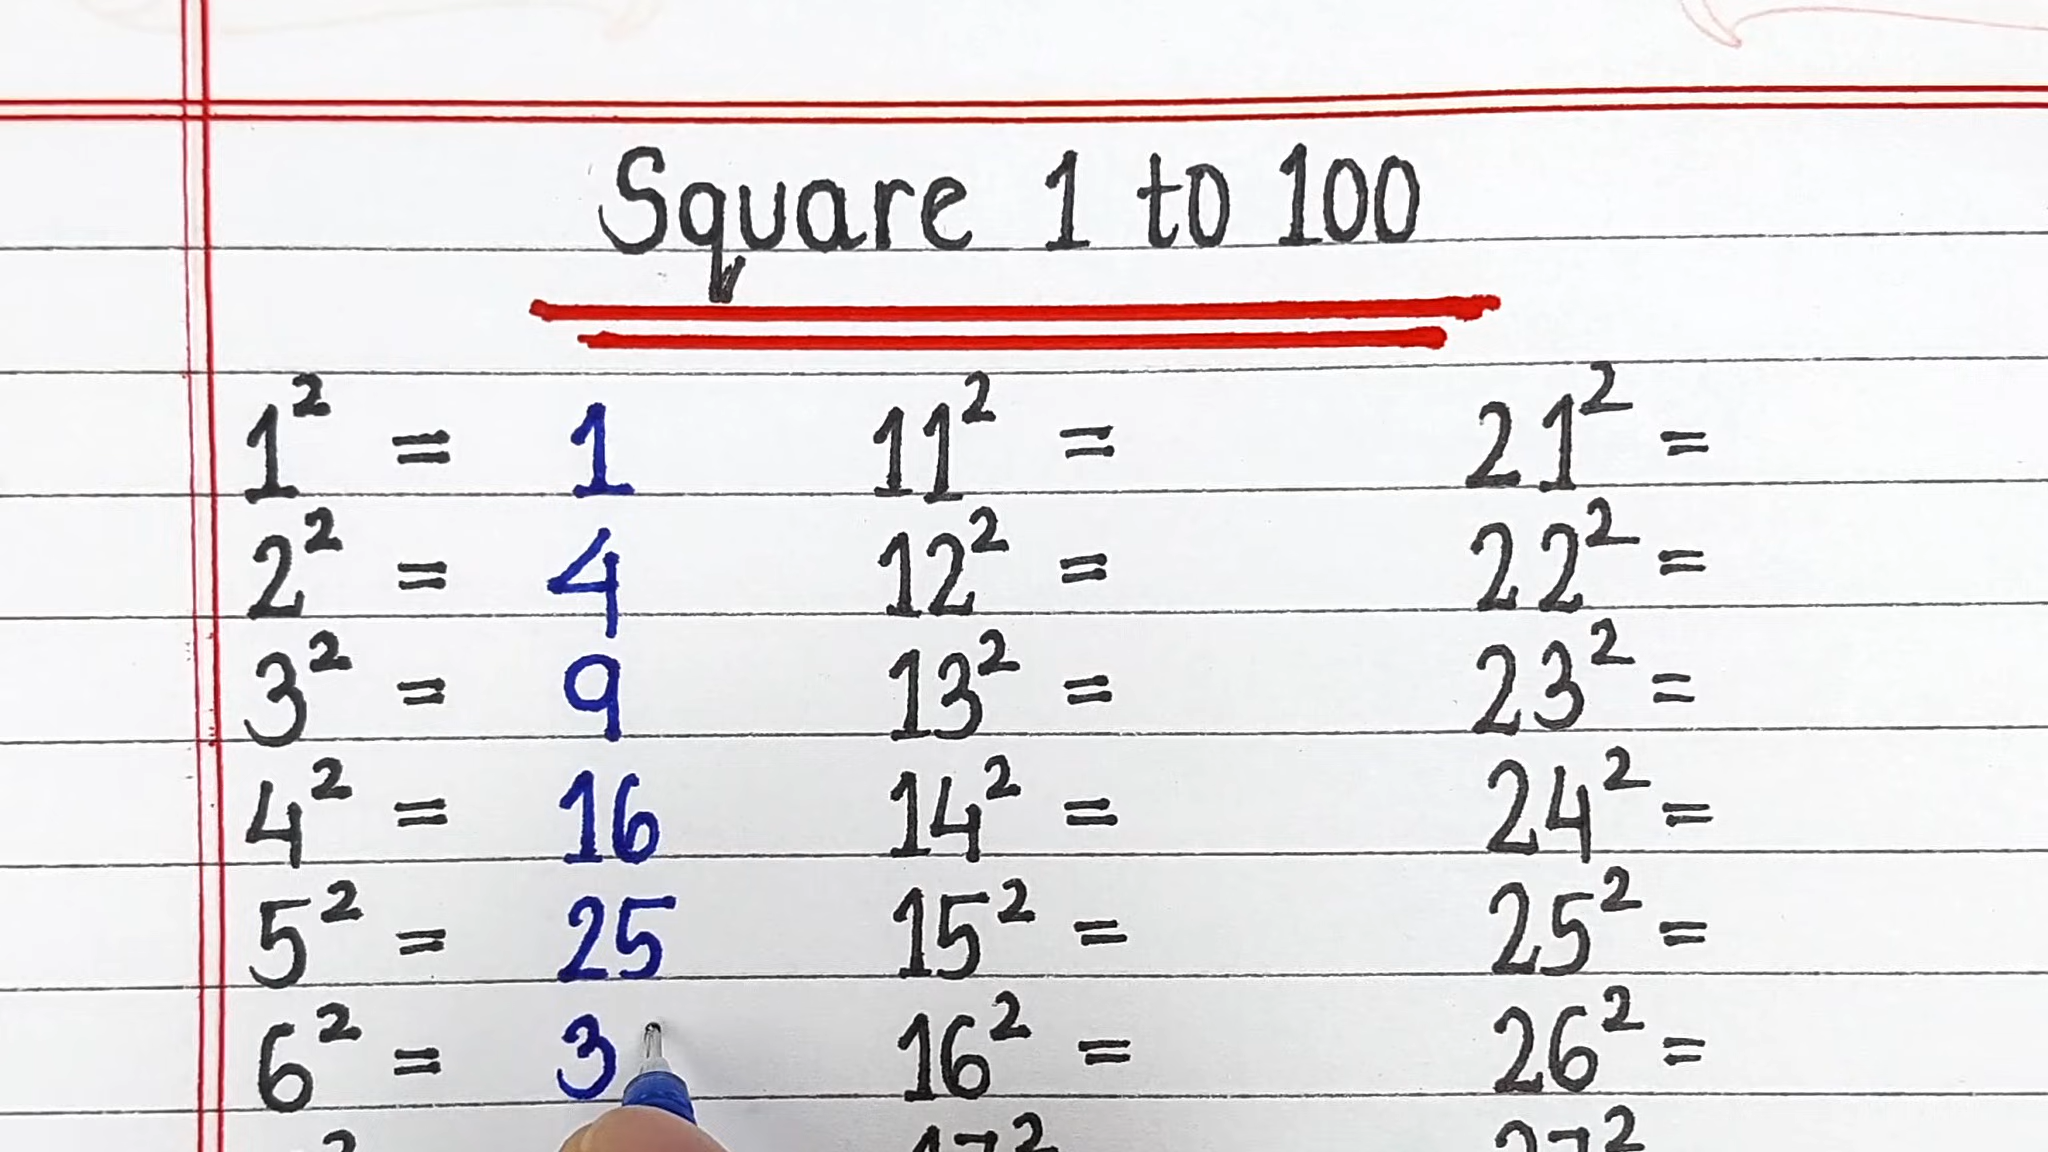 Square 1 to 100
1² = 1 11² = 21² =
2² = 4 12² = 22² =
3² = 9 13² = 23² =
4² = 16 14² = 24² =
5² = 25 15² = 25² =
6² = 3 16² = 26² =